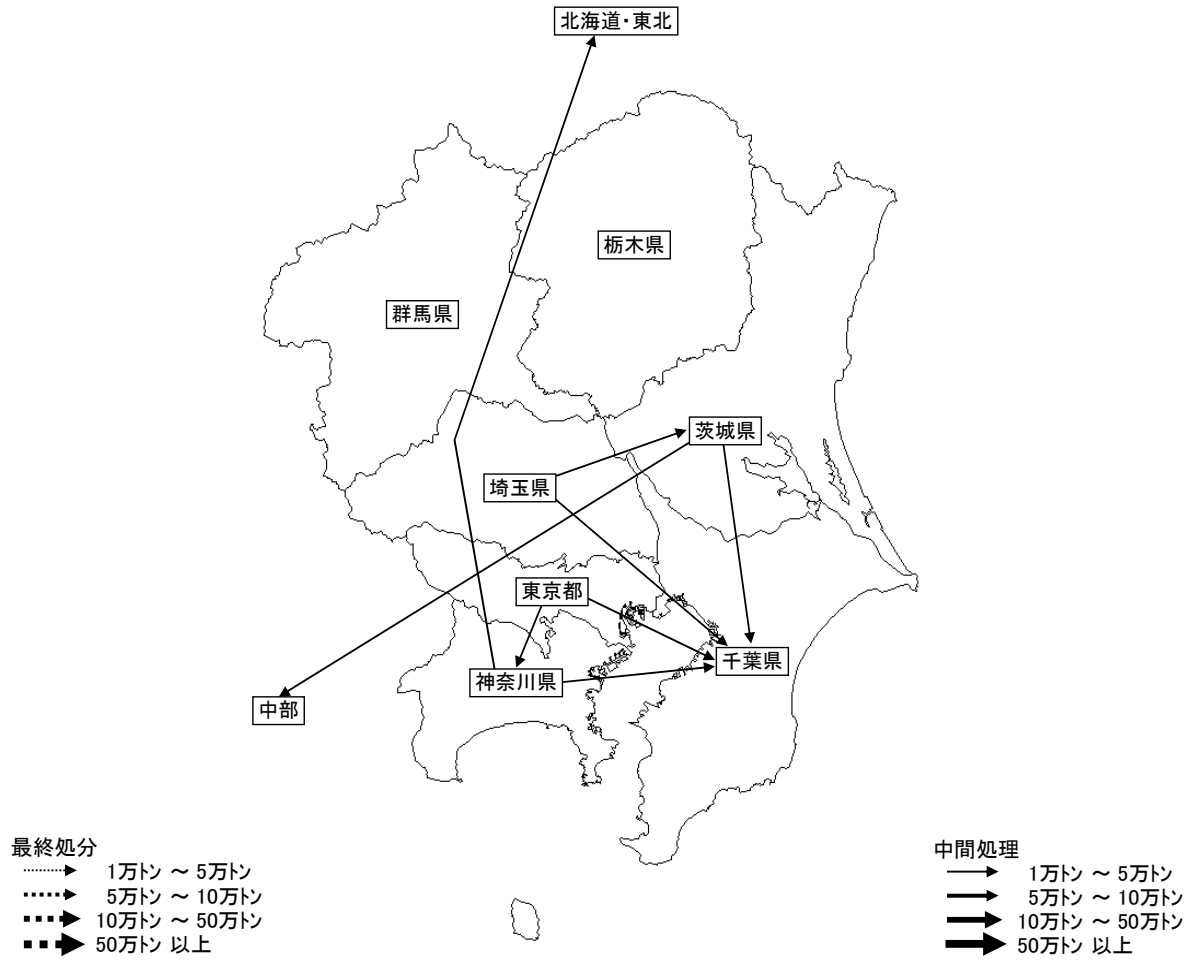 北海道・東北
栃木県
群馬県
茨城県
埼玉県
東京都
千葉県
神奈川県
中部
最終処分
1万トン ～ 5万トン
5万トン ～ 10万トン
10万トン ～ 50万トン
50万トン 以上
中間処理
1万トン ～ 5万トン
5万トン ～ 10万トン
10万トン ～ 50万トン
50万トン 以上